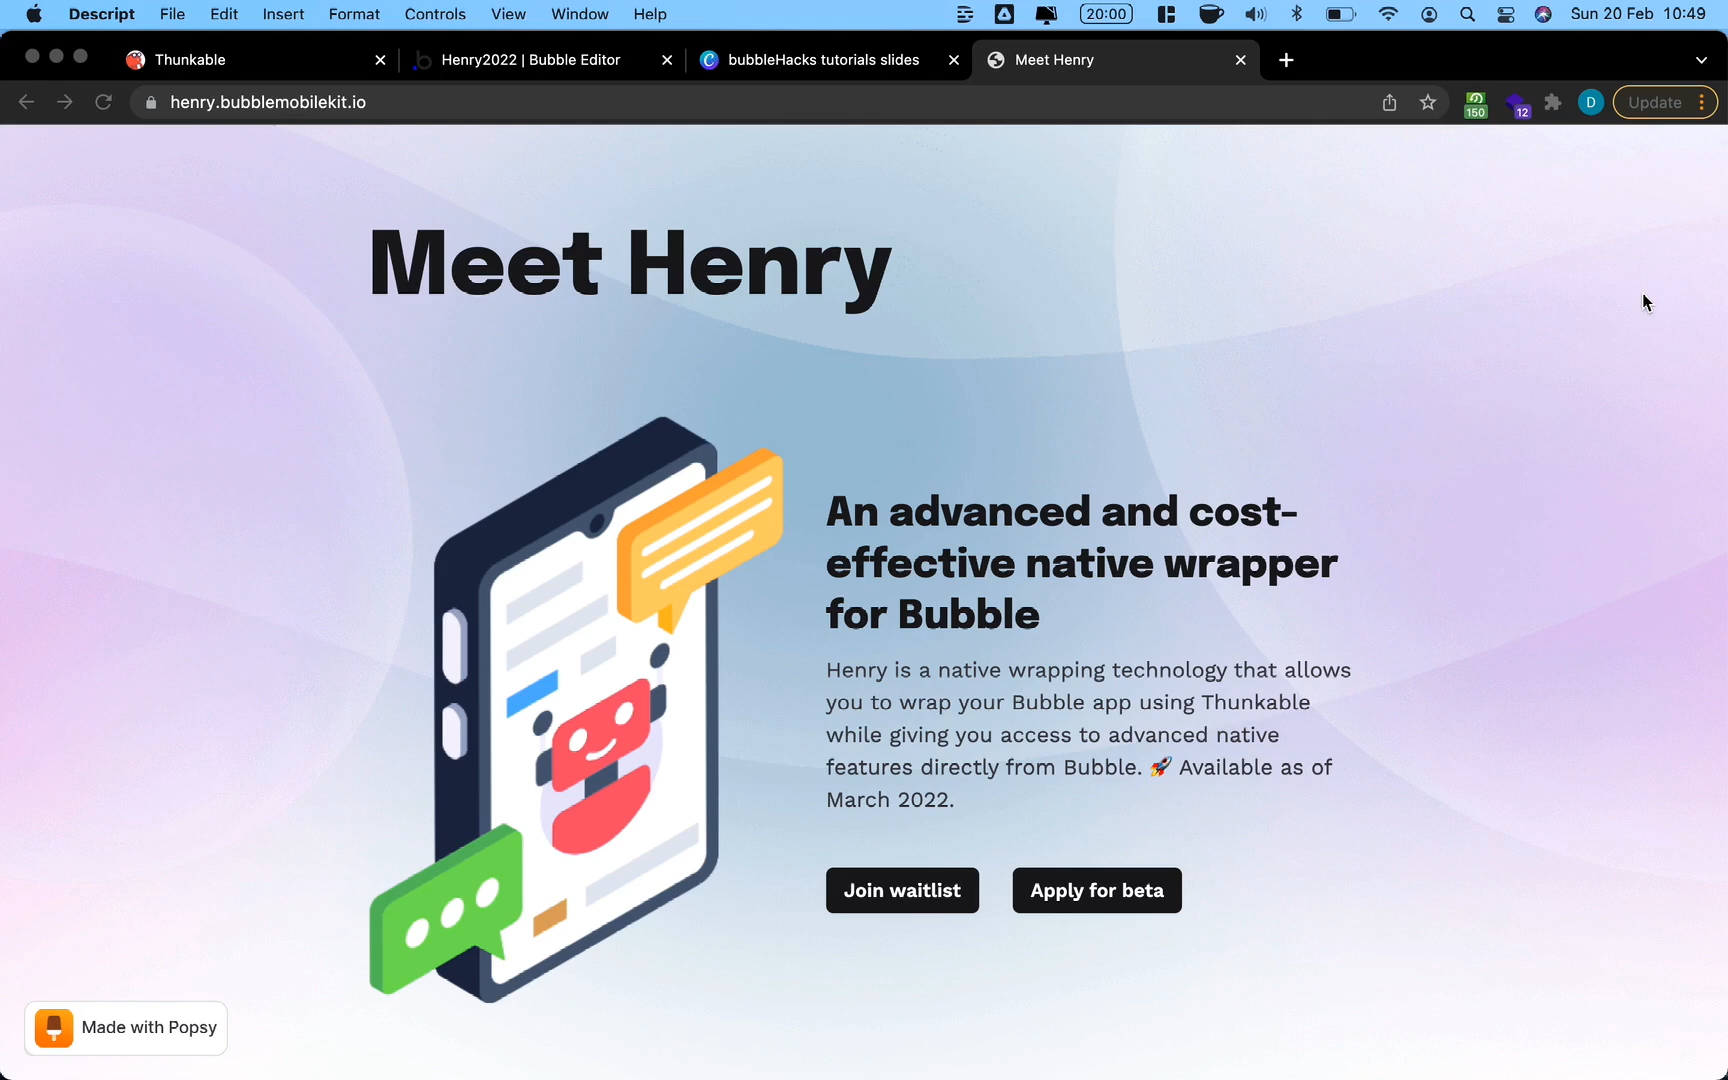 Descript File Edit Insert Format Controls View Window Help 20:00 Sun 20 Feb 10:49
Thunkable Henry2022 | Bubble Editor bubbleHacks tutorials slides Meet Henry
henry.bubblemobilekit.io 150 12 D Update
Meet Henry
An advanced and cost-
effective native wrapper
for Bubble
Henry is a native wrapping technology that allows
you to wrap your Bubble app using Thunkable
while giving you access to advanced native
features directly from Bubble. 🚀 Available as of
March 2022.
Join waitlist Apply for beta
Made with Popsy